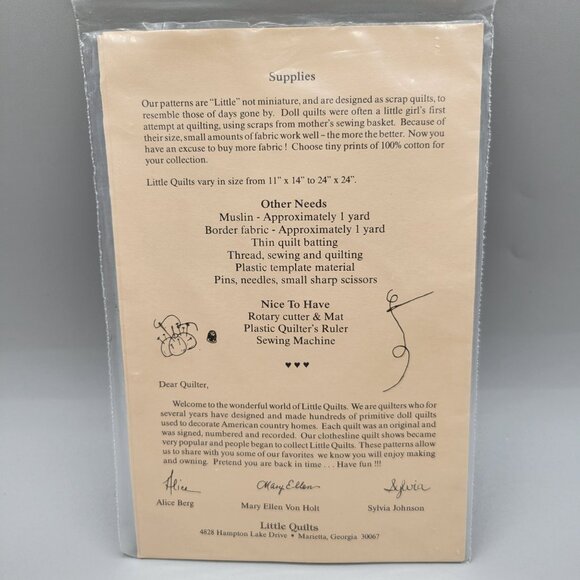 Supplies
Our patterns are "Little" not miniature, and are designed as scrap quilts, to
resemble those of days gone by. Doll quilts were often a little girl's first
attempt at quilting, using scraps from mother's sewing basket. Because of
their size, small amounts of fabric work well – the more the better. Now you
have an excuse to buy more fabric ! Choose tiny prints of 100% cotton for
your collection.
Little Quilts vary in size from 11" x 14" to 24" x 24".
Other Needs
Muslin - Approximately 1 yard
Border fabric - Approximately 1 yard
Thin quilt batting
Thread, sewing and quilting
Plastic template material
Pins, needles, small sharp scissors
Nice To Have
Rotary cutter & Mat
Plastic Quilter's Ruler
Sewing Machine
♥ ♥ ♥
Dear Quilter,
Welcome to the wonderful world of Little Quilts. We are quilters who for
several years have designed and made hundreds of primitive doll quilts
used to decorate American country homes. Each quilt was an original and
was signed, numbered and recorded. Our clothesline quilt shows became
very popular and people began to collect Little Quilts. These patterns allow
us to share with you some of our favorites we know you will enjoy making
and owning. Pretend you are back in time . . . Have fun !!!
Alice Mary Ellen Sylvia
Alice Berg Mary Ellen Von Holt Sylvia Johnson
Little Quilts
4828 Hampton Lake Drive • Marietta, Georgia 30067